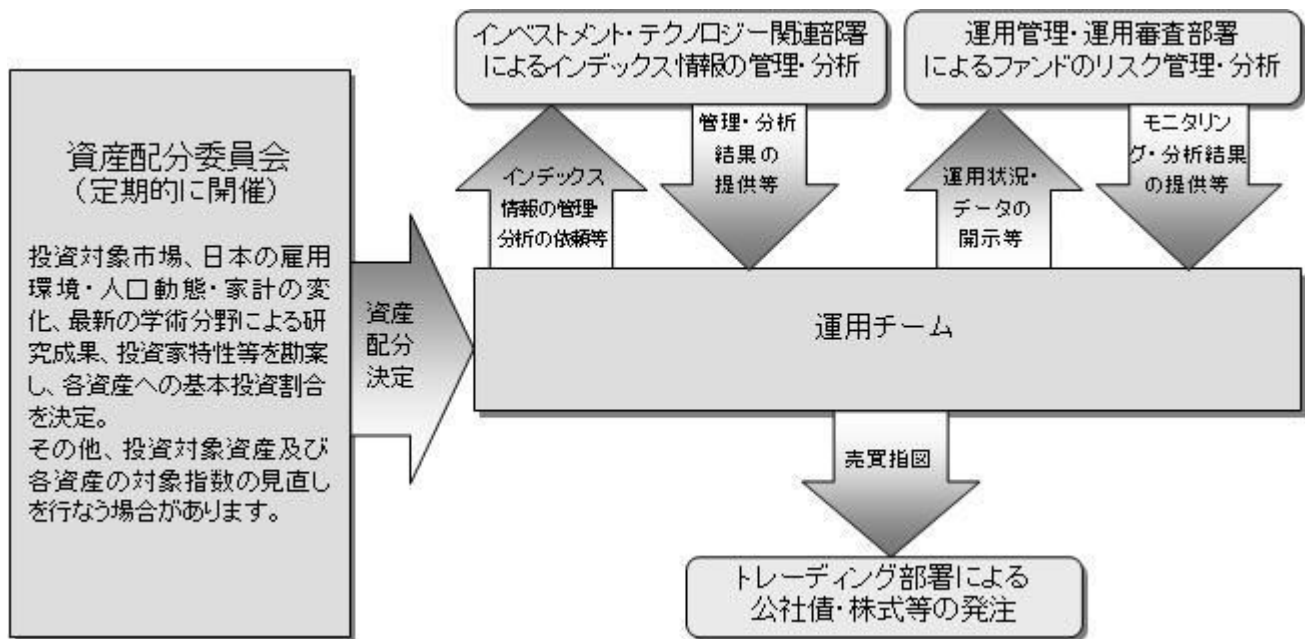 インベストメント・テクノロジー関連部署
によるインデックス情報の管理・分析
運用管理・運用審査部署
によるファンドのリスク管理・分析
資産配分委員会
（定期的に開催）
投資対象市場、日本の雇用
環境・人口動態・家計の変
化、最新の学術分野による研
究成果、投資家特性等を勘案
し、各資産への基本投資割合
を決定。
その他、投資対象資産及び
各資産の対象指数の見直し
を行なう場合があります。
資産
配分
決定
インデックス
情報の管理・
分析の依頼等
管理・分析
結果の
提供等
運用状況・
データの
開示等
モニタリン
グ・分析結果
の提供等
運用チーム
売買指図
トレーディング部署による
公社債・株式等の発注